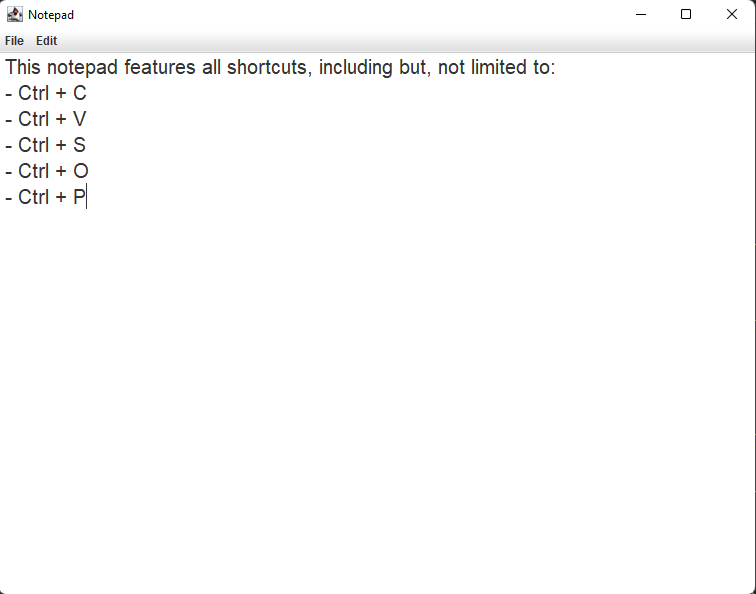 Notepad
File Edit
This notepad features all shortcuts, including but, not limited to:
- Ctrl + C
- Ctrl + V
- Ctrl + S
- Ctrl + O
- Ctrl + P